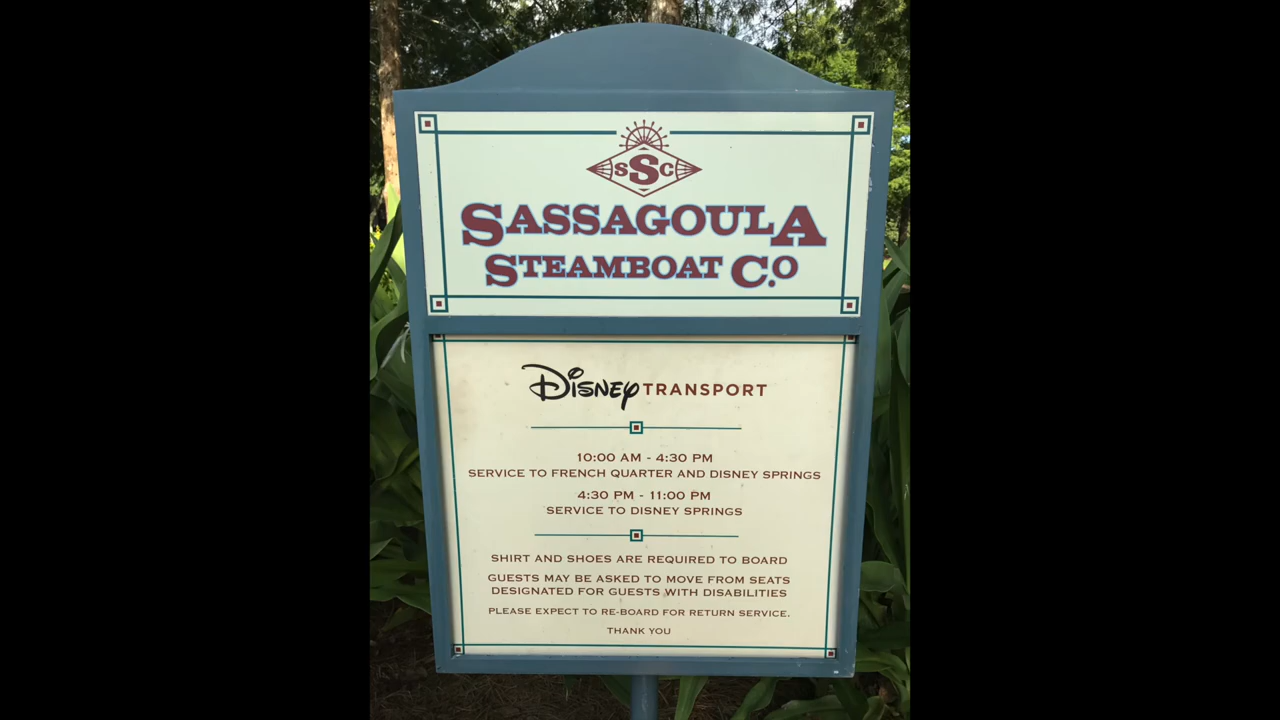 SSC
SASSAGOULA
STEAMBOAT C.O
DISNEY TRANSPORT
10:00 AM - 4:30 PM
SERVICE TO FRENCH QUARTER AND DISNEY SPRINGS
4:30 PM - 11:00 PM
SERVICE TO DISNEY SPRINGS
SHIRT AND SHOES ARE REQUIRED TO BOARD
GUESTS MAY BE ASKED TO MOVE FROM SEATS
DESIGNATED FOR GUESTS WITH DISABILITIES
PLEASE EXPECT TO RE-BOARD FOR RETURN SERVICE.
THANK YOU